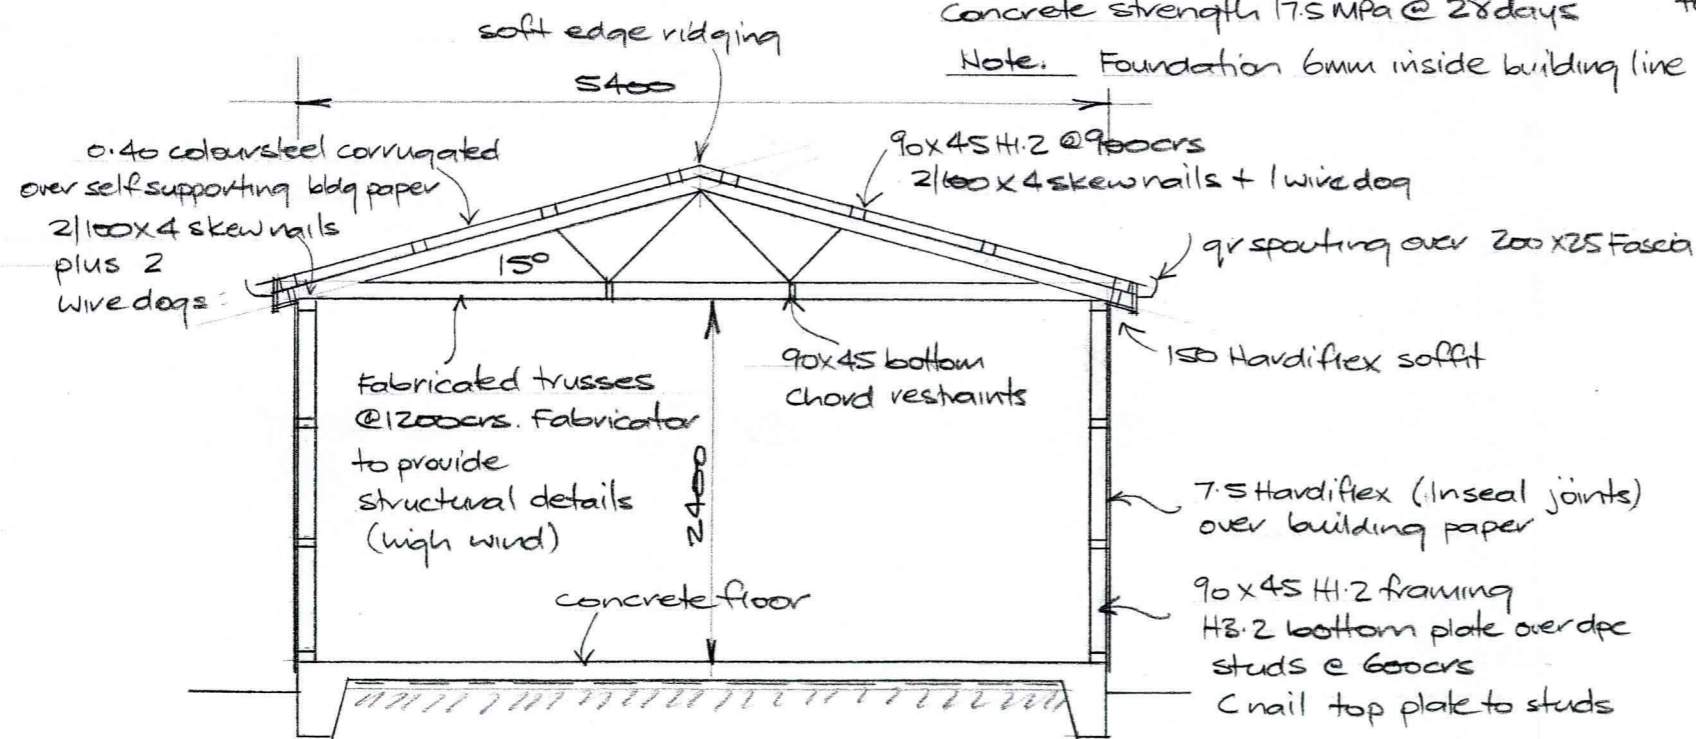 Concrete strength 17.5 MPa @ 28 days
Note. Foundation 6mm inside building line
soft edge ridging
5400
0.40 coloursteel corrugated
over self supporting bldg paper
2/100x4 skew nails
plus 2
wire dogs
90x45 H1.2 @900crs
2/100x4 skew nails + 1 wire dog
15°
qr spouting over 200x25 Fascia
150 Hardiflex soffit
Fabricated trusses
@1200crs. Fabricator
to provide
structural details
(high wind)
90x45 bottom
chord restraints
2400
7.5 Hardiflex (Inseal joints)
over building paper
concrete floor
90x45 H1.2 framing
H3.2 bottom plate over dpc
studs @ 600crs
C nail top plate to studs